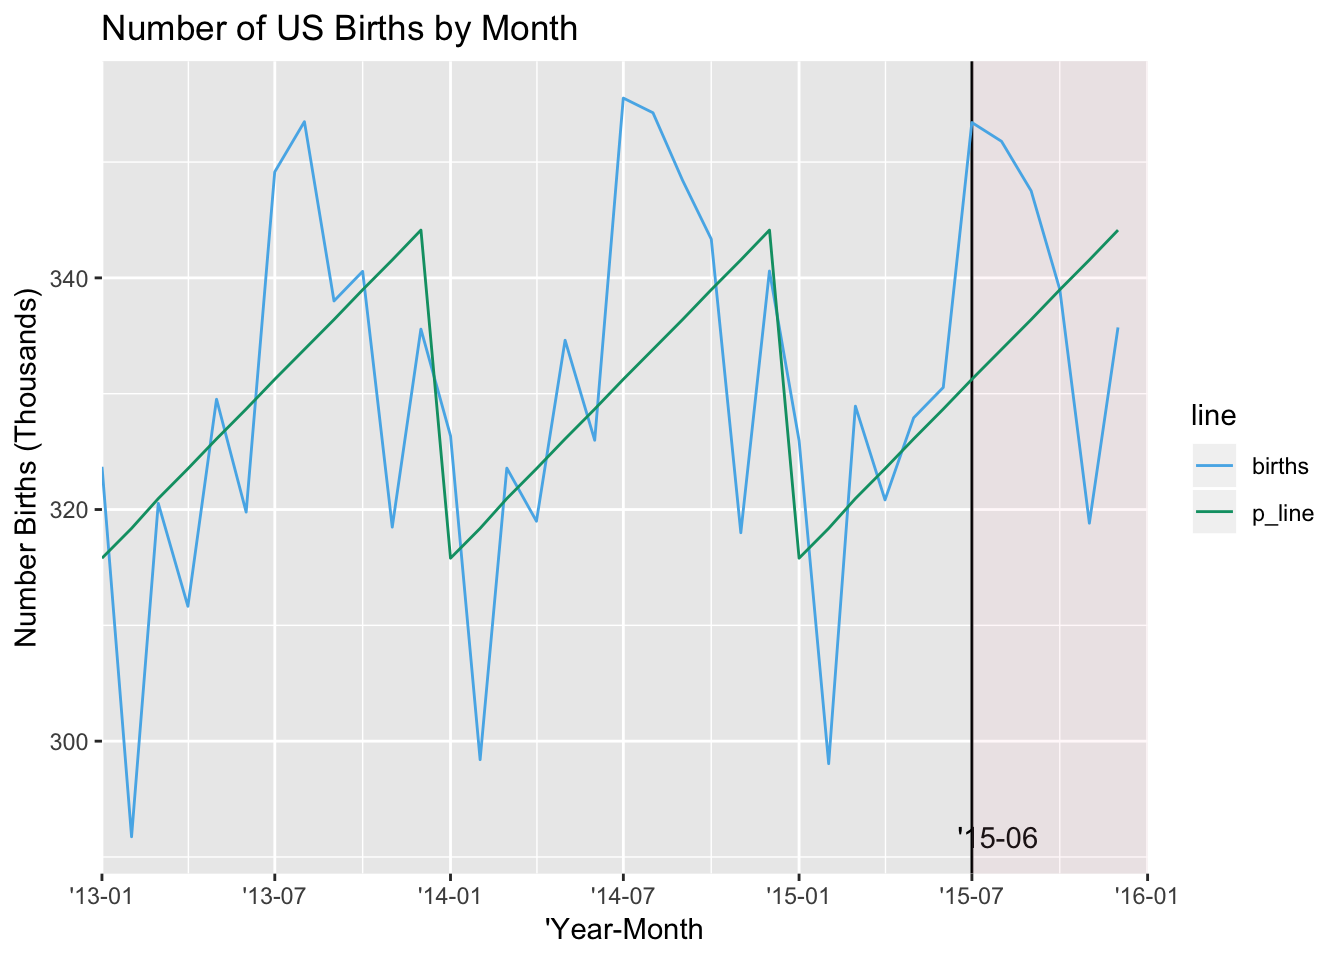 Number of US Births by Month
Number Births (Thousands)
340
320
300
'15-06
'13-01
'13-07
'14-01
'14-07
'15-01
'15-07
'16-01
'Year-Month
line
births
p_line